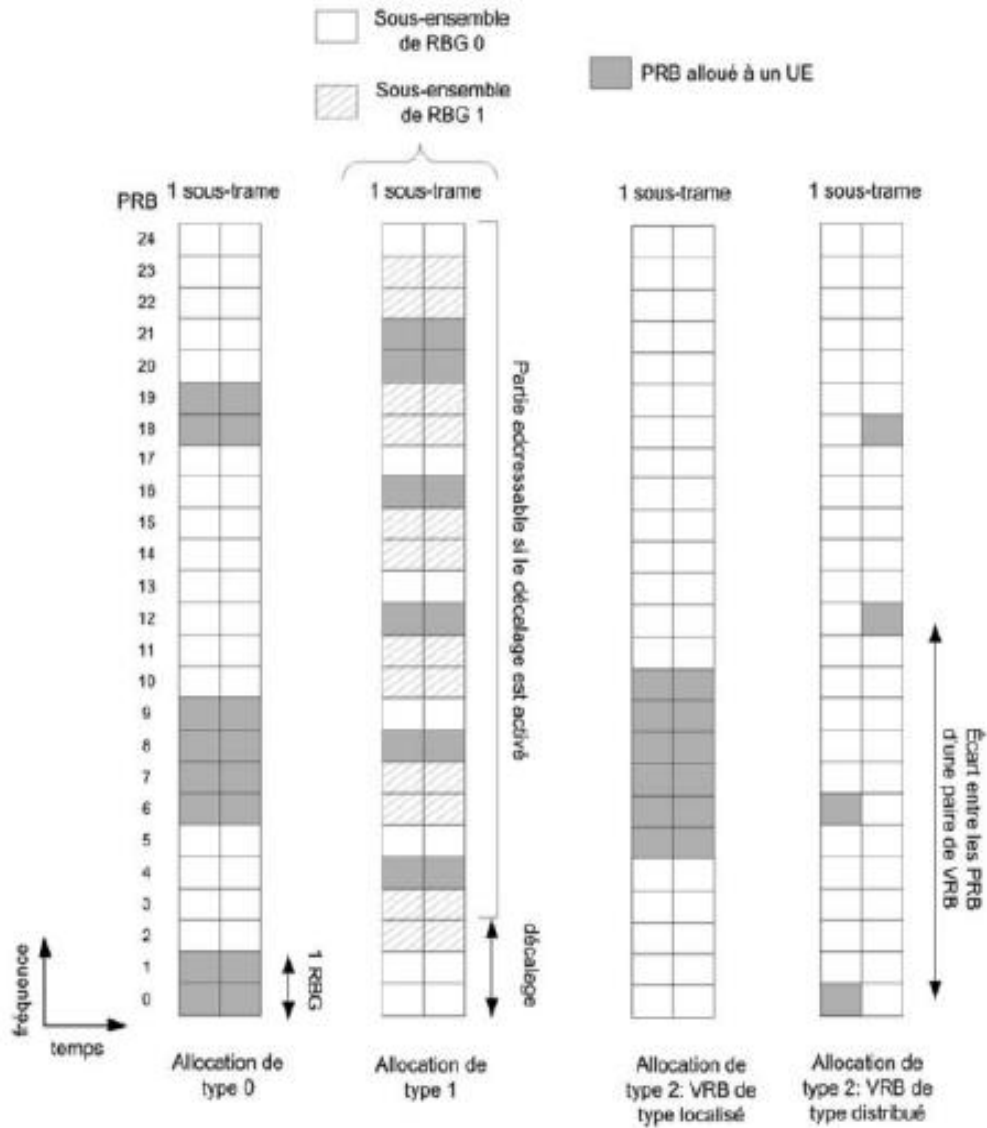 Sous-ensemble
de RBG 0
PRB alloué à un UE
Sous-ensemble
de RBG 1
PRB
1 sous-trame
1 sous-trame
1 sous-trame
1 sous-trame
24
23
22
21
20
19
18
17
16
15
14
13
12
11
10
9
8
7
6
5
4
3
2
1
0
Partie adressable si le décalage est activé
Écart entre les PRB
d'une paire de VRB
1 RBG
décalage
fréquence
temps
Allocation de
type 0
Allocation de
type 1
Allocation de
type 2: VRB de
type localisé
Allocation de
type 2: VRB de
type distribué